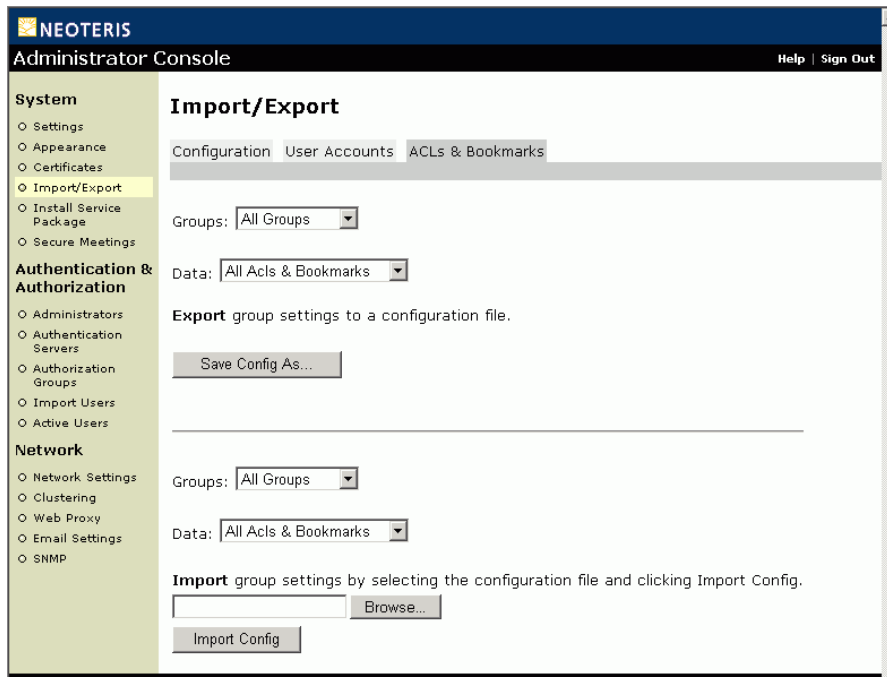 NEOTERIS
Administrator Console
Help | Sign Out
System
Settings
Appearance
Certificates
Import/Export
Install Service
Package
Secure Meetings
Authentication &
Authorization
Administrators
Authentication
Servers
Authorization
Groups
Import Users
Active Users
Network
Network Settings
Clustering
Web Proxy
Email Settings
SNMP
Import/Export
Configuration User Accounts ACLs & Bookmarks
Groups: All Groups
Data: All Acls & Bookmarks
Export group settings to a configuration file.
Save Config As...
Groups: All Groups
Data: All Acls & Bookmarks
Import group settings by selecting the configuration file and clicking Import Config.
Browse...
Import Config